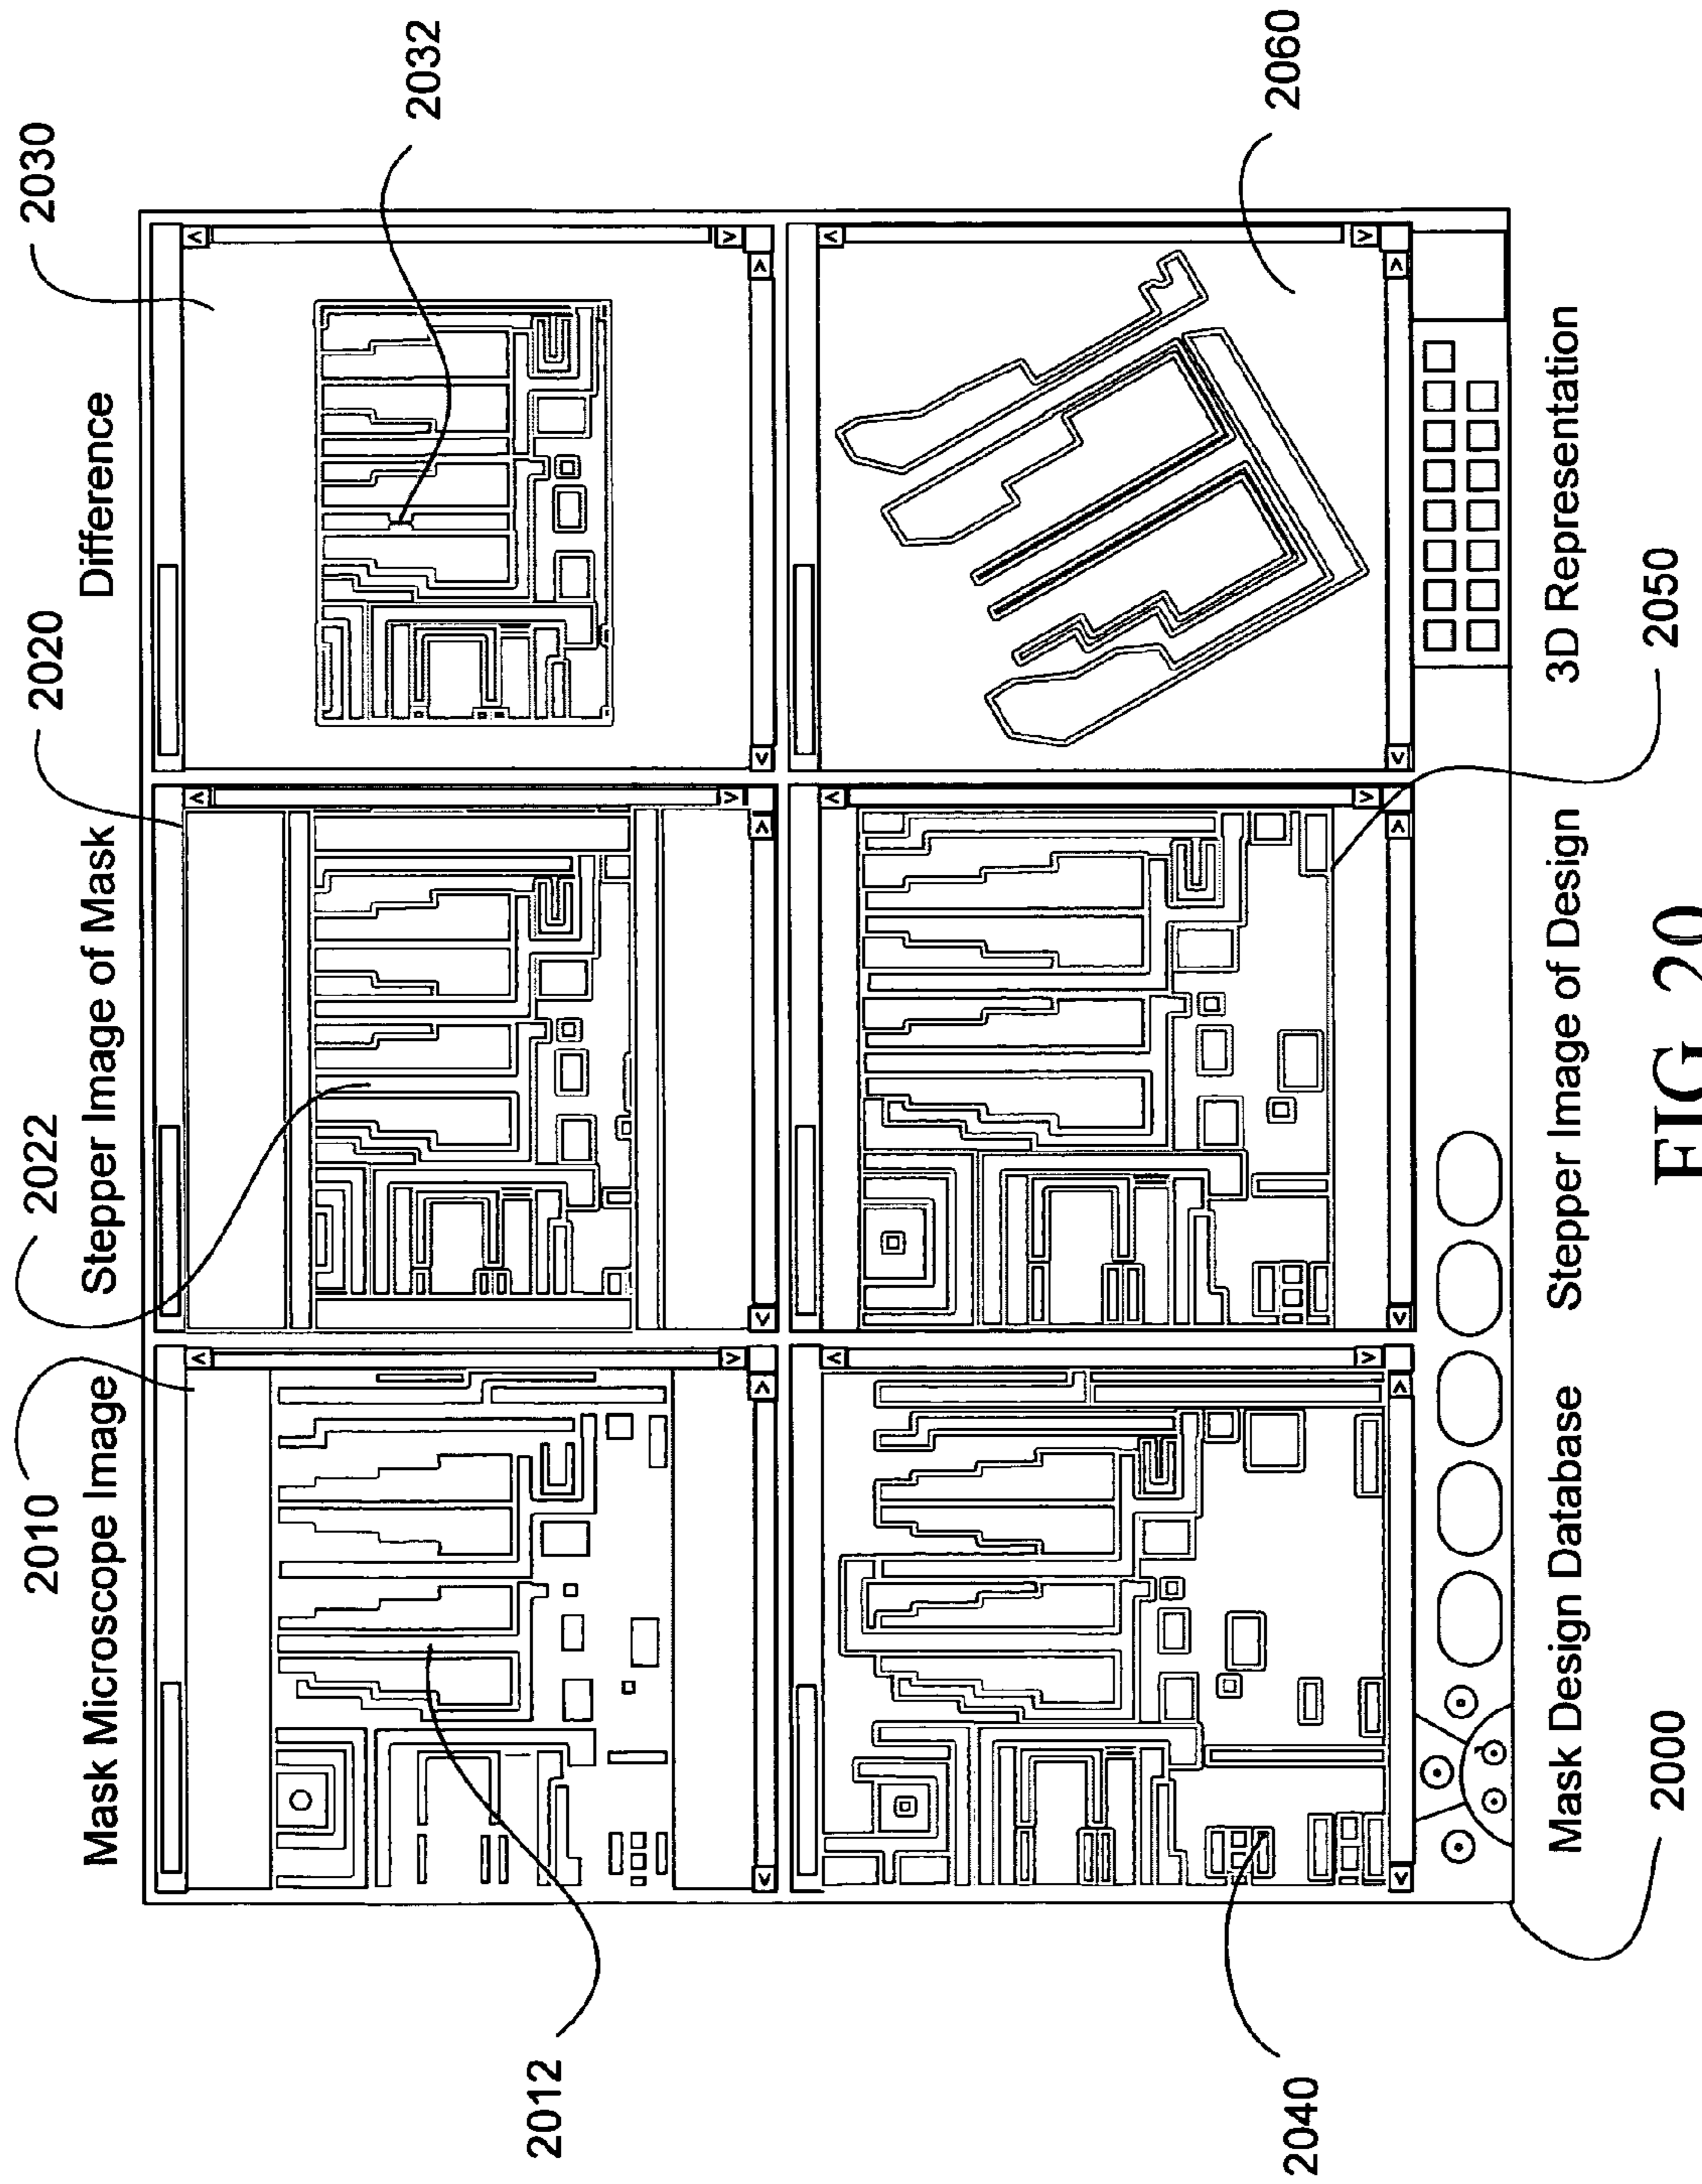 2010
2022
2020
2030
Mask Microscope Image
Stepper Image of Mask
Difference
2032
2012
2060
2040
Mask Design Database
Stepper Image of Design
3D Representation
2000
2050
FIG. 20